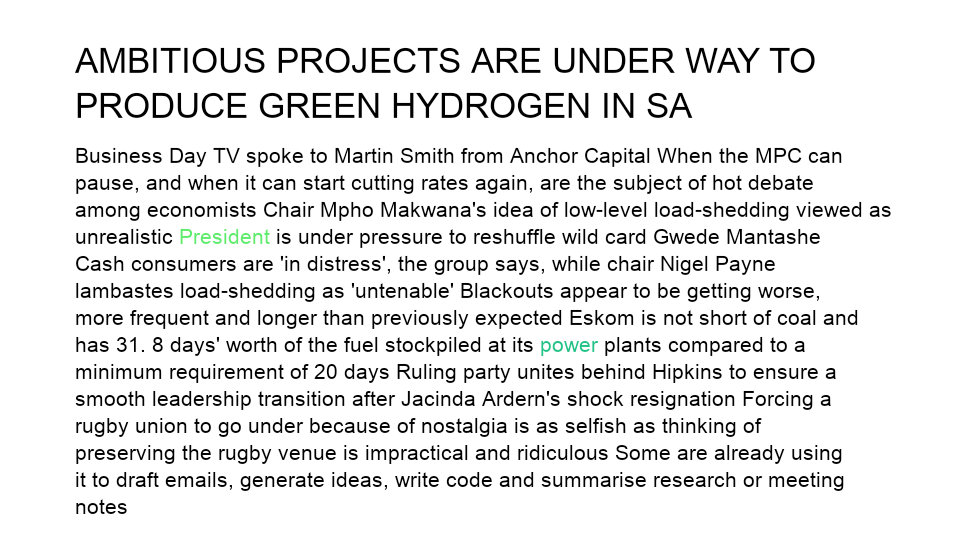 AMBITIOUS PROJECTS ARE UNDER WAY TO
PRODUCE GREEN HYDROGEN IN SA
Business Day TV spoke to Martin Smith from Anchor Capital When the MPC can
pause, and when it can start cutting rates again, are the subject of hot debate
among economists Chair Mpho Makwana's idea of low-level load-shedding viewed as
unrealistic President is under pressure to reshuffle wild card Gwede Mantashe
Cash consumers are 'in distress', the group says, while chair Nigel Payne
lambastes load-shedding as 'untenable' Blackouts appear to be getting worse,
more frequent and longer than previously expected Eskom is not short of coal and
has 31. 8 days' worth of the fuel stockpiled at its power plants compared to a
minimum requirement of 20 days Ruling party unites behind Hipkins to ensure a
smooth leadership transition after Jacinda Ardern's shock resignation Forcing a
rugby union to go under because of nostalgia is as selfish as thinking of
preserving the rugby venue is impractical and ridiculous Some are already using
it to draft emails, generate ideas, write code and summarise research or meeting
notes